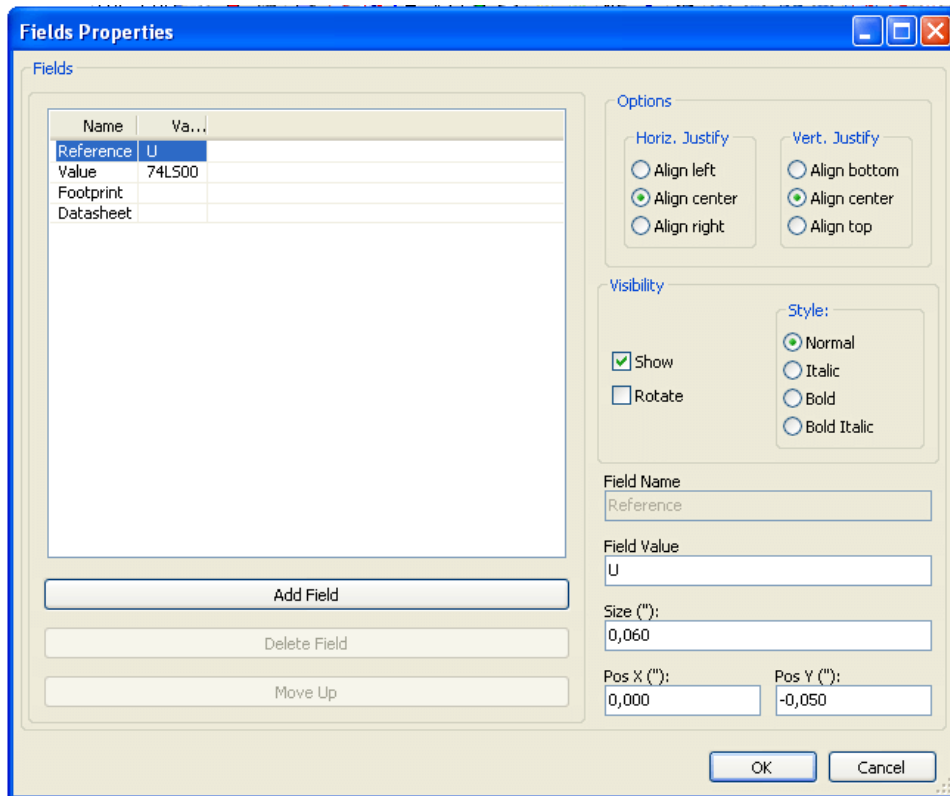 Fields Properties
Fields
Name Va...
Reference U
Value 74LS00
Footprint
Datasheet
Add Field
Delete Field
Move Up
Options
Horiz. Justify
Align left
Align center
Align right
Vert. Justify
Align bottom
Align center
Align top
Visibility
Show
Rotate
Style:
Normal
Italic
Bold
Bold Italic
Field Name
Reference
Field Value
U
Size ("):
0,060
Pos X ("): Pos Y ("):
0,000 -0,050
OK Cancel